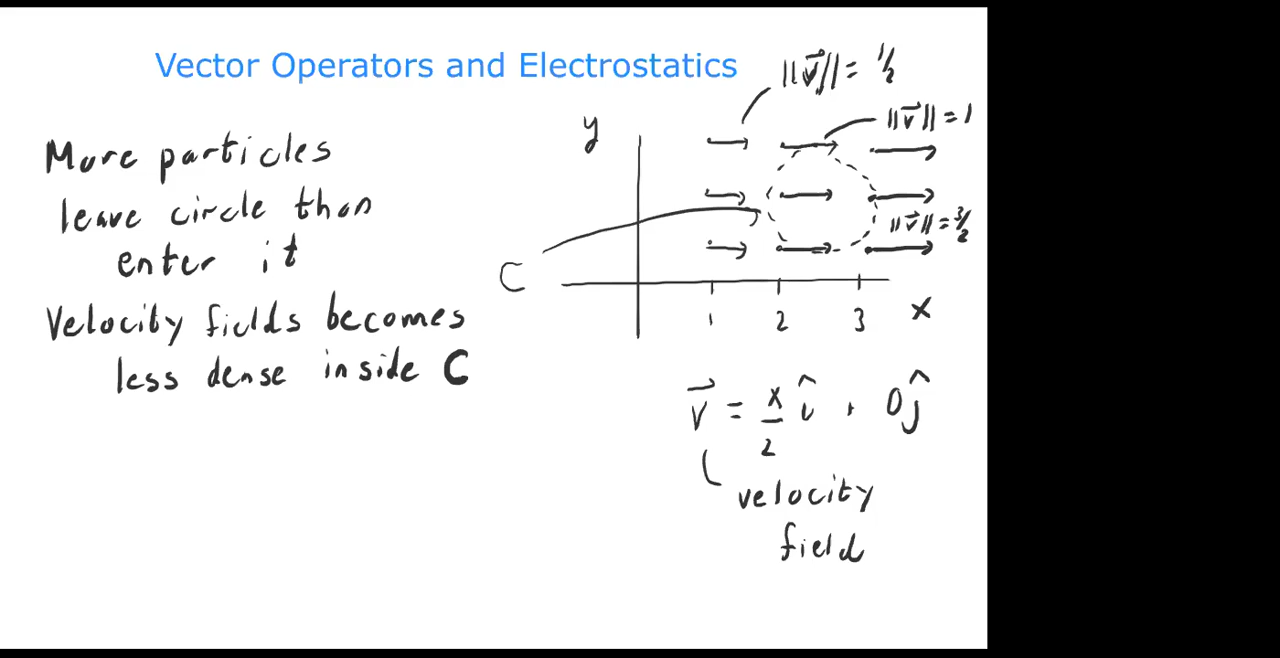 Vector Operators and Electrostatics
||v⃗|| = 1/2
||v⃗|| = 1
y
More particles
leave circle than
enter it
||v⃗|| = 3/2
C
Velocity fields becomes
less dense inside C
1 2 3 x
v⃗ = x/2 î + 0ĵ
velocity
field